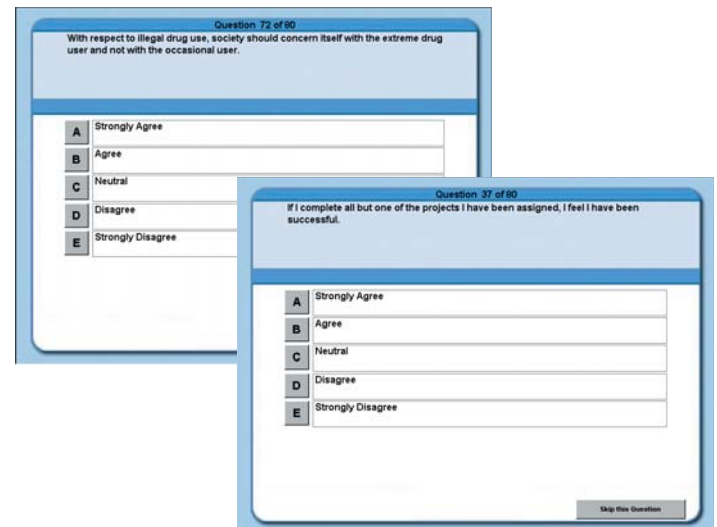 Question 72 of 80
With respect to illegal drug use, society should concern itself with the extreme drug
user and not with the occasional user.
A Strongly Agree
B Agree
C Neutral
D Disagree
E Strongly Disagree
Question 37 of 80
If I complete all but one of the projects I have been assigned, I feel I have been
successful.
A Strongly Agree
B Agree
C Neutral
D Disagree
E Strongly Disagree
Skip this Question